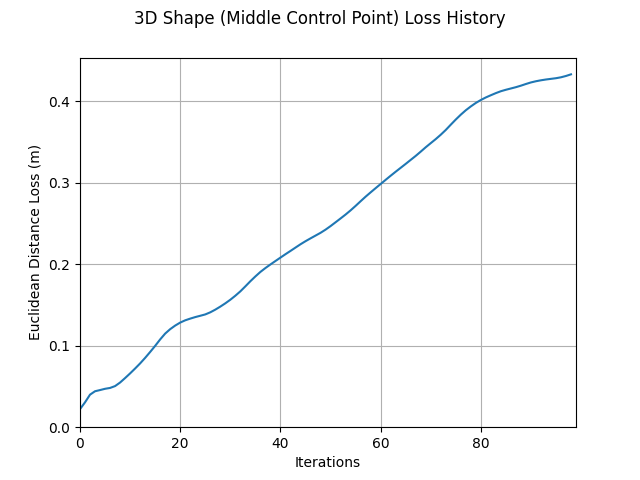 3D Shape (Middle Control Point) Loss History
Euclidean Distance Loss (m)
0.4
0.3
0.2
0.1
0.0
0 20 40 60 80
Iterations